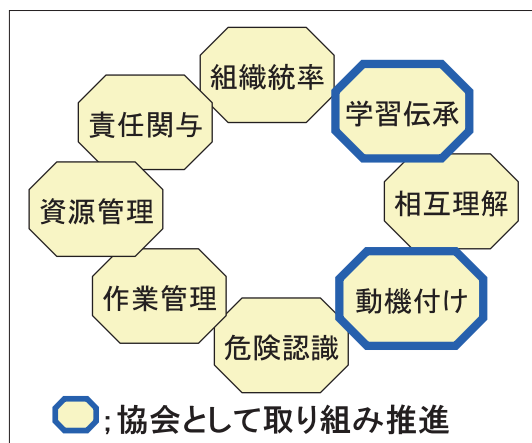 組織統率
学習伝承
相互理解
動機付け
危険認識
作業管理
資源管理
責任関与
;協会として取り組み推進